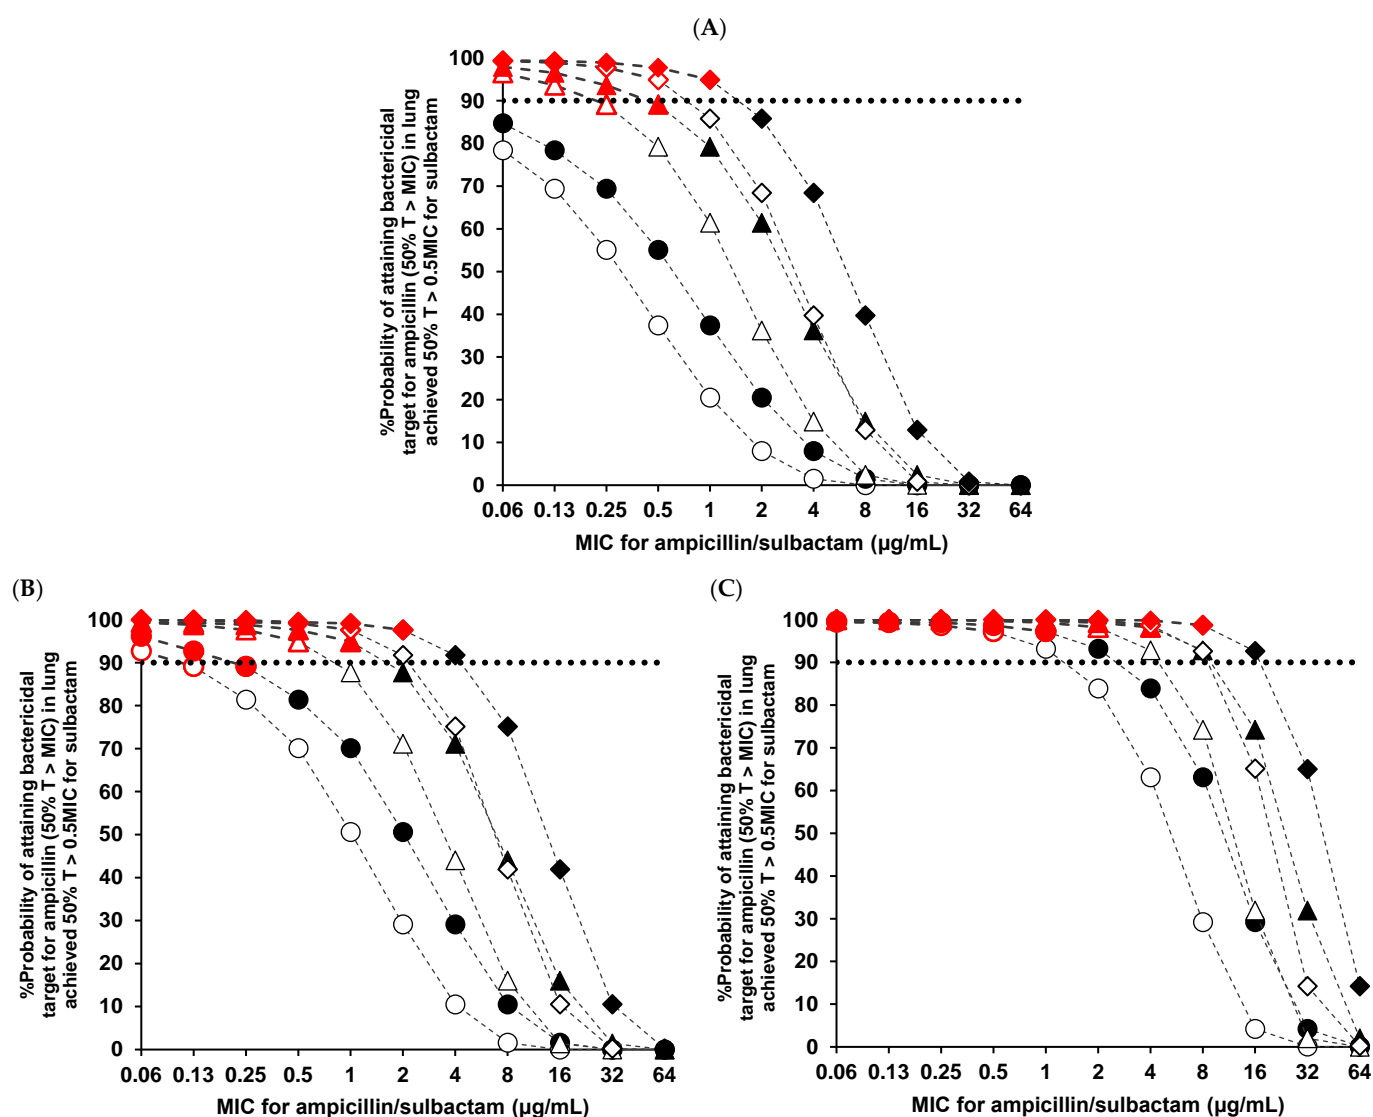 (A)
%Probability of attaining bactericidal
target for ampicillin (50% T > MIC) in lung
achieved 50% T > 0.5MIC for sulbactam
100
90
80
70
60
50
40
30
20
10
0
0.06 0.13 0.25 0.5 1 2 4 8 16 32 64
MIC for ampicillin/sulbactam (µg/mL)
(B)
%Probability of attaining bactericidal
target for ampicillin (50% T > MIC) in lung
achieved 50% T > 0.5MIC for sulbactam
100
90
80
70
60
50
40
30
20
10
0
0.06 0.13 0.25 0.5 1 2 4 8 16 32 64
MIC for ampicillin/sulbactam (µg/mL)
(C)
%Probability of attaining bactericidal
target for ampicillin (50% T > MIC) in lung
achieved 50% T > 0.5MIC for sulbactam
100
90
80
70
60
50
40
30
20
10
0
0.06 0.13 0.25 0.5 1 2 4 8 16 32 64
MIC for ampicillin/sulbactam (µg/mL)